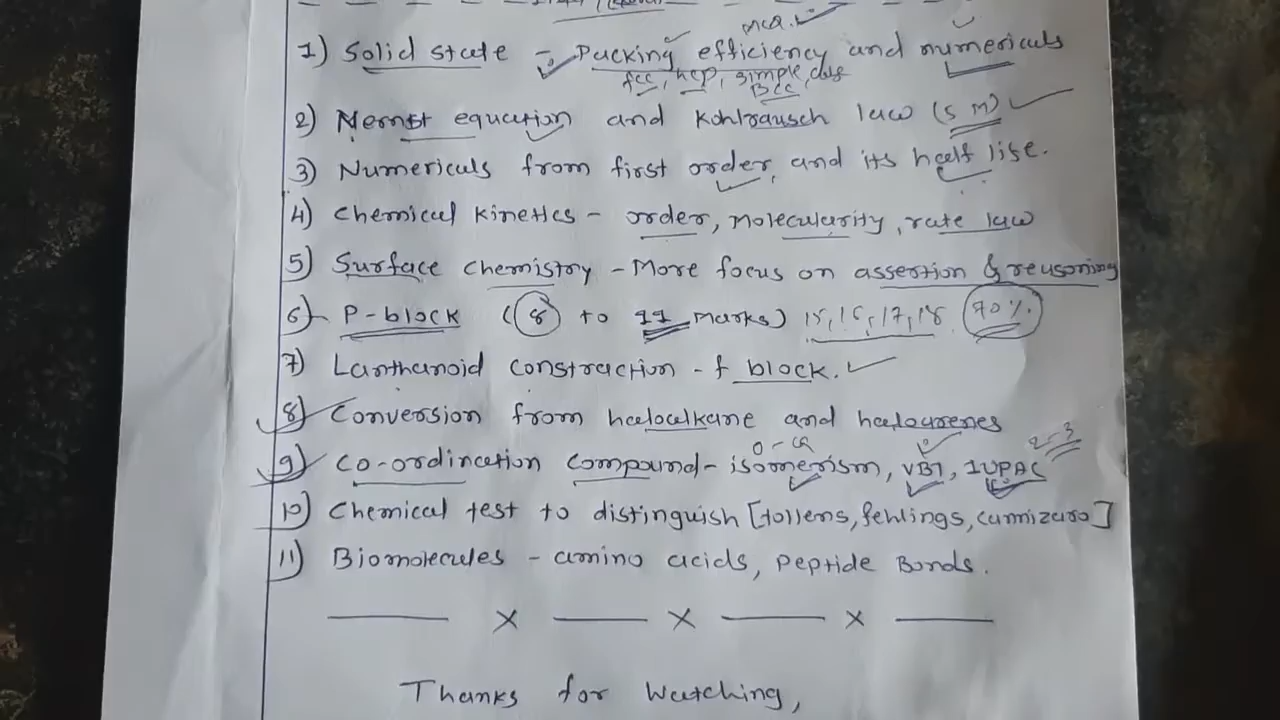 MCQ.
1) Solid state - Packing efficiency and numericals
fcc, hcp, simple,
BCC
2) Nernst equation and Kohlrausch law (5 M)
3) Numericals from first order, and its half life.
4) Chemical Kinetics - order, Molecularity, rate law
5) Surface Chemistry - More focus on assertion & reasoning
6) P-block (8 to 11 Marks) 15,16,17,18 (70%)
7) Lanthanoid constraction - f block.
8) Conversion from haloalkane and haloarenes
2-3
9) Co-ordination compound - isomerism, VBT, IUPAC
10) Chemical test to distinguish [tollens, fehlings, cannizaro]
11) Biomolecules - amino acids, Peptide Bonds.
Thanks for Watching,